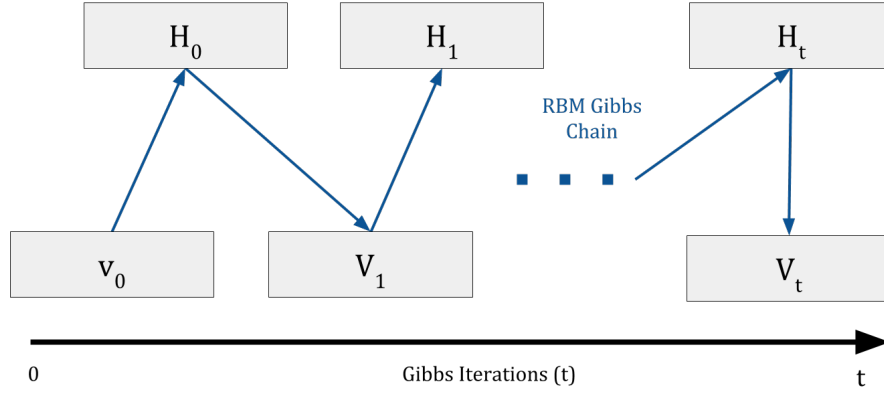 H₀
H₁
Hₜ
RBM Gibbs
Chain
v₀
V₁
Vₜ
0
Gibbs Iterations (t)
t